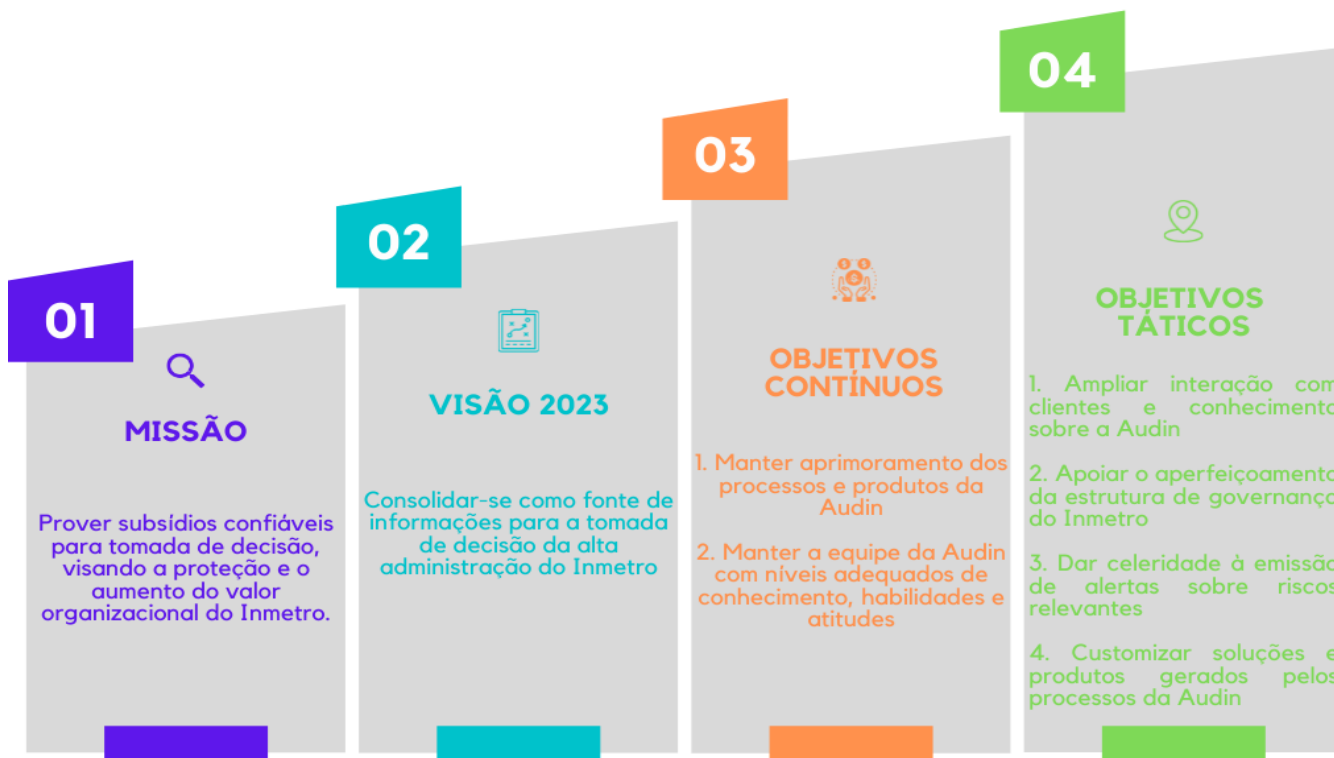 01
MISSÃO
Prover subsídios confiáveis
para tomada de decisão,
visando a proteção e o
aumento do valor
organizacional do Inmetro.
02
VISÃO 2023
Consolidar-se como fonte de
informações para a tomada
de decisão da alta
administração do Inmetro
03
OBJETIVOS
CONTÍNUOS
1. Manter aprimoramento dos
processos e produtos da
Audin
2. Manter a equipe da Audin
com níveis adequados de
conhecimento, habilidades e
atitudes
04
OBJETIVOS
TÁTICOS
1. Ampliar interação com
clientes e conhecimento
sobre a Audin
2. Apoiar o aperfeiçoamento
da estrutura de governança
do Inmetro
3. Dar celeridade à emissão
de alertas sobre riscos
relevantes
4. Customizar soluções e
produtos gerados pelos
processos da Audin